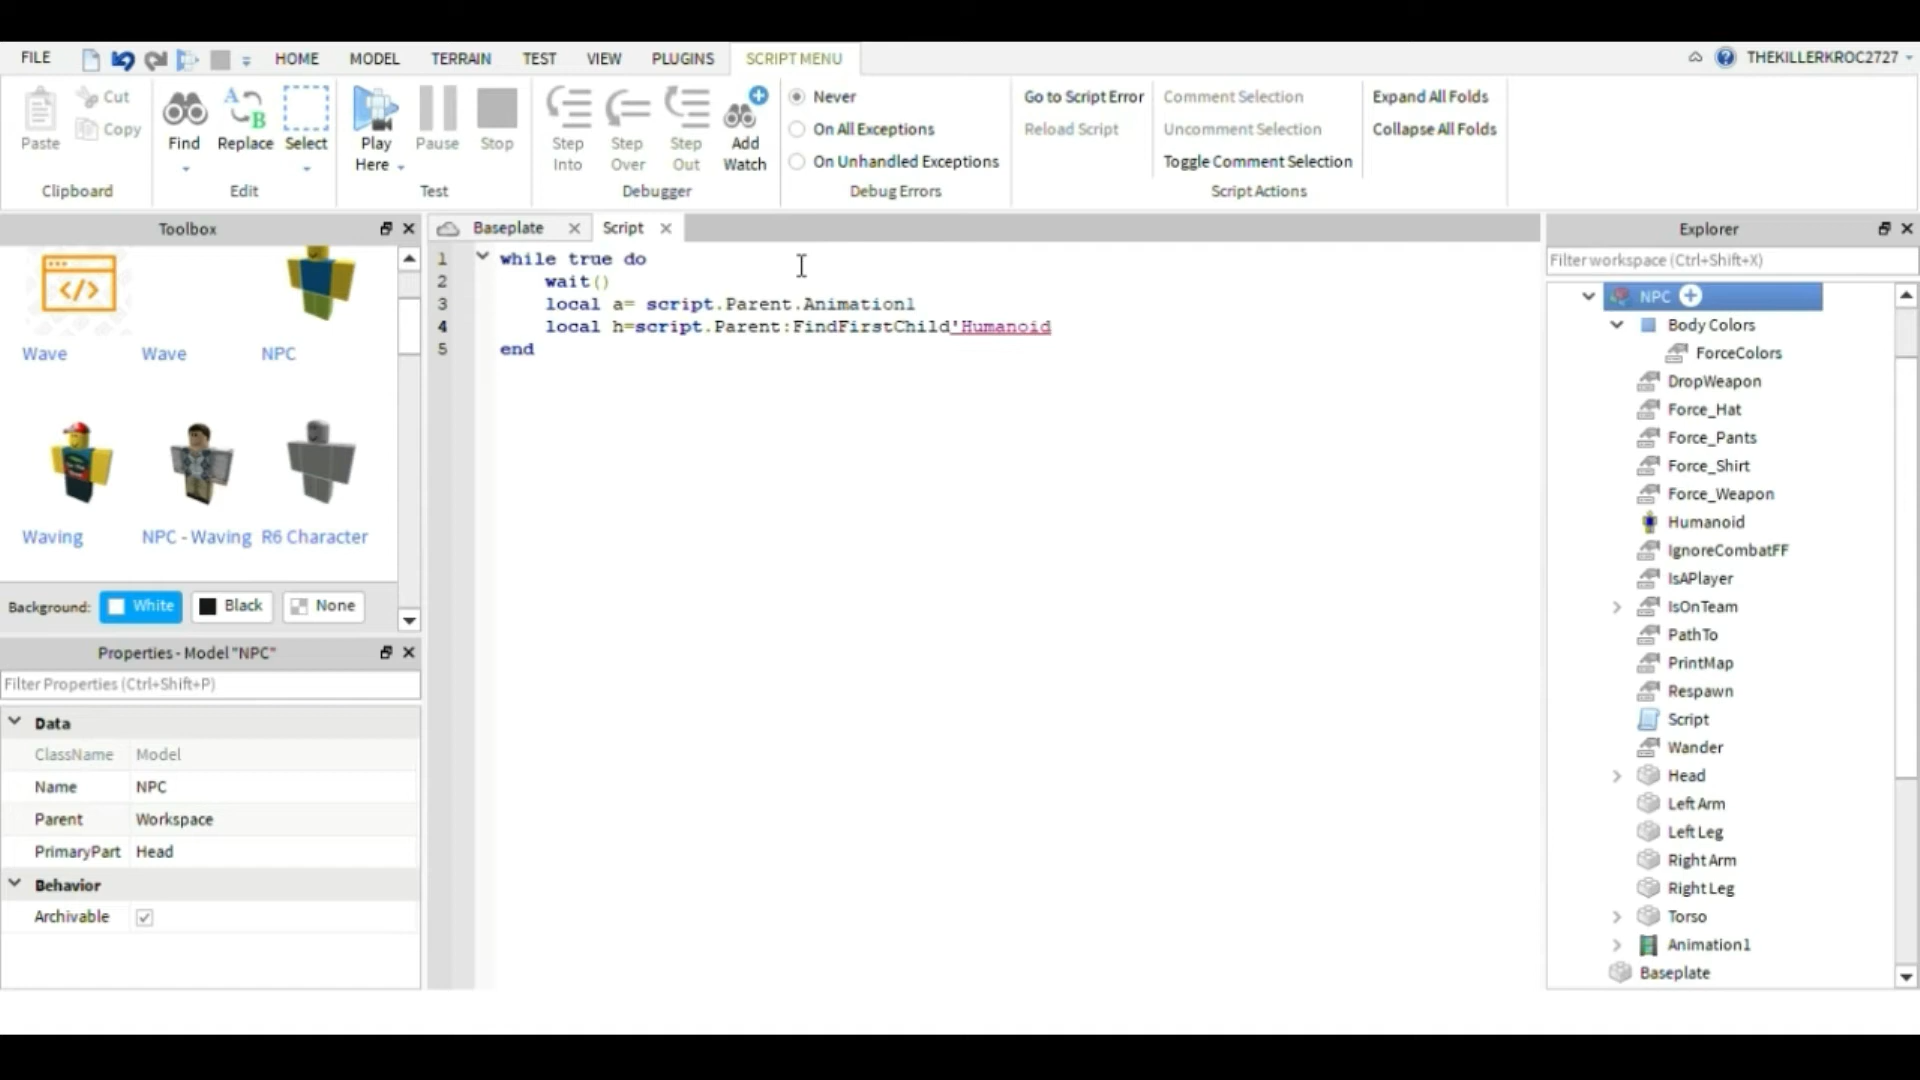 FILE HOME MODEL TERRAIN TEST VIEW PLUGINS SCRIPT MENU THEKILLERKROC2727
Paste Cut Copy
Clipboard
Find Replace Select
Edit
Play Here Pause Stop
Test
Step Into Step Over Step Out Add Watch
Debugger
Never
On All Exceptions
On Unhandled Exceptions
Debug Errors
Go to Script Error
Reload Script
Comment Selection
Uncomment Selection
Toggle Comment Selection
Expand All Folds
Collapse All Folds
Script Actions
Toolbox
Wave Wave NPC
Waving NPC - Waving R6 Character
Background: White Black None
Properties - Model "NPC"
Filter Properties (Ctrl+Shift+P)
Data
ClassName Model
Name NPC
Parent Workspace
PrimaryPart Head
Behavior
Archivable
Baseplate Script
1 while true do
2 wait()
3 local a= script.Parent.Animation1
4 local h=script.Parent:FindFirstChild'Humanoid
5 end
Explorer
Filter workspace (Ctrl+Shift+X)
NPC
Body Colors
ForceColors
DropWeapon
Force_Hat
Force_Pants
Force_Shirt
Force_Weapon
Humanoid
IgnoreCombatFF
IsAPlayer
IsOnTeam
PathTo
PrintMap
Respawn
Script
Wander
Head
Left Arm
Left Leg
Right Arm
Right Leg
Torso
Animation1
Baseplate